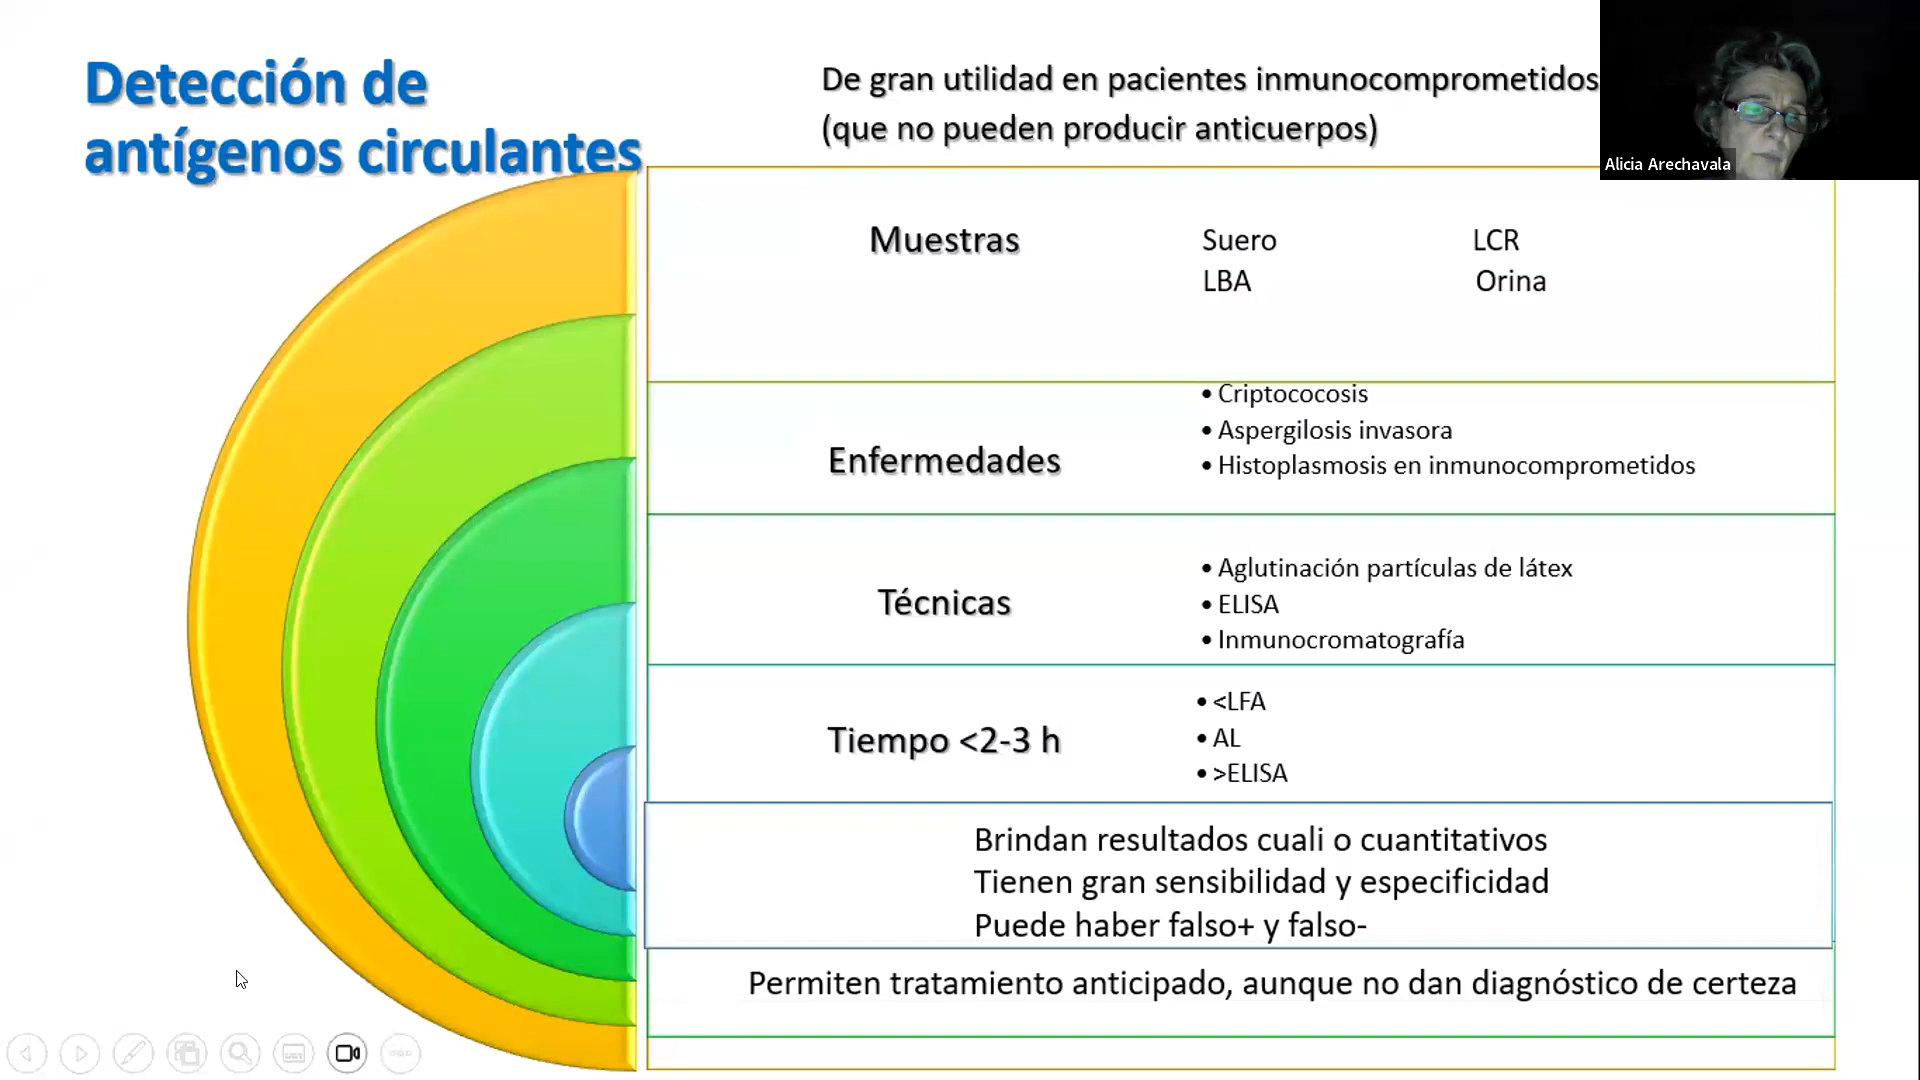 Detección de
antígenos circulantes
De gran utilidad en pacientes inmunocomprometidos
(que no pueden producir anticuerpos)
Alicia Arechavala
Muestras
Suero LCR
LBA Orina
Enfermedades
• Criptococosis
• Aspergilosis invasora
• Histoplasmosis en inmunocomprometidos
Técnicas
• Aglutinación partículas de látex
• ELISA
• Inmunocromatografía
Tiempo <2-3 h
• <LFA
• AL
• >ELISA
Brindan resultados cuali o cuantitativos
Tienen gran sensibilidad y especificidad
Puede haber falso+ y falso-
Permiten tratamiento anticipado, aunque no dan diagnóstico de certeza